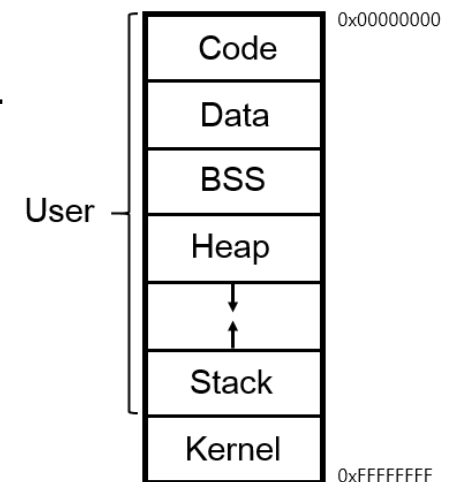 0x00000000
Code
Data
BSS
User
Heap
Stack
Kernel
0xFFFFFFFF